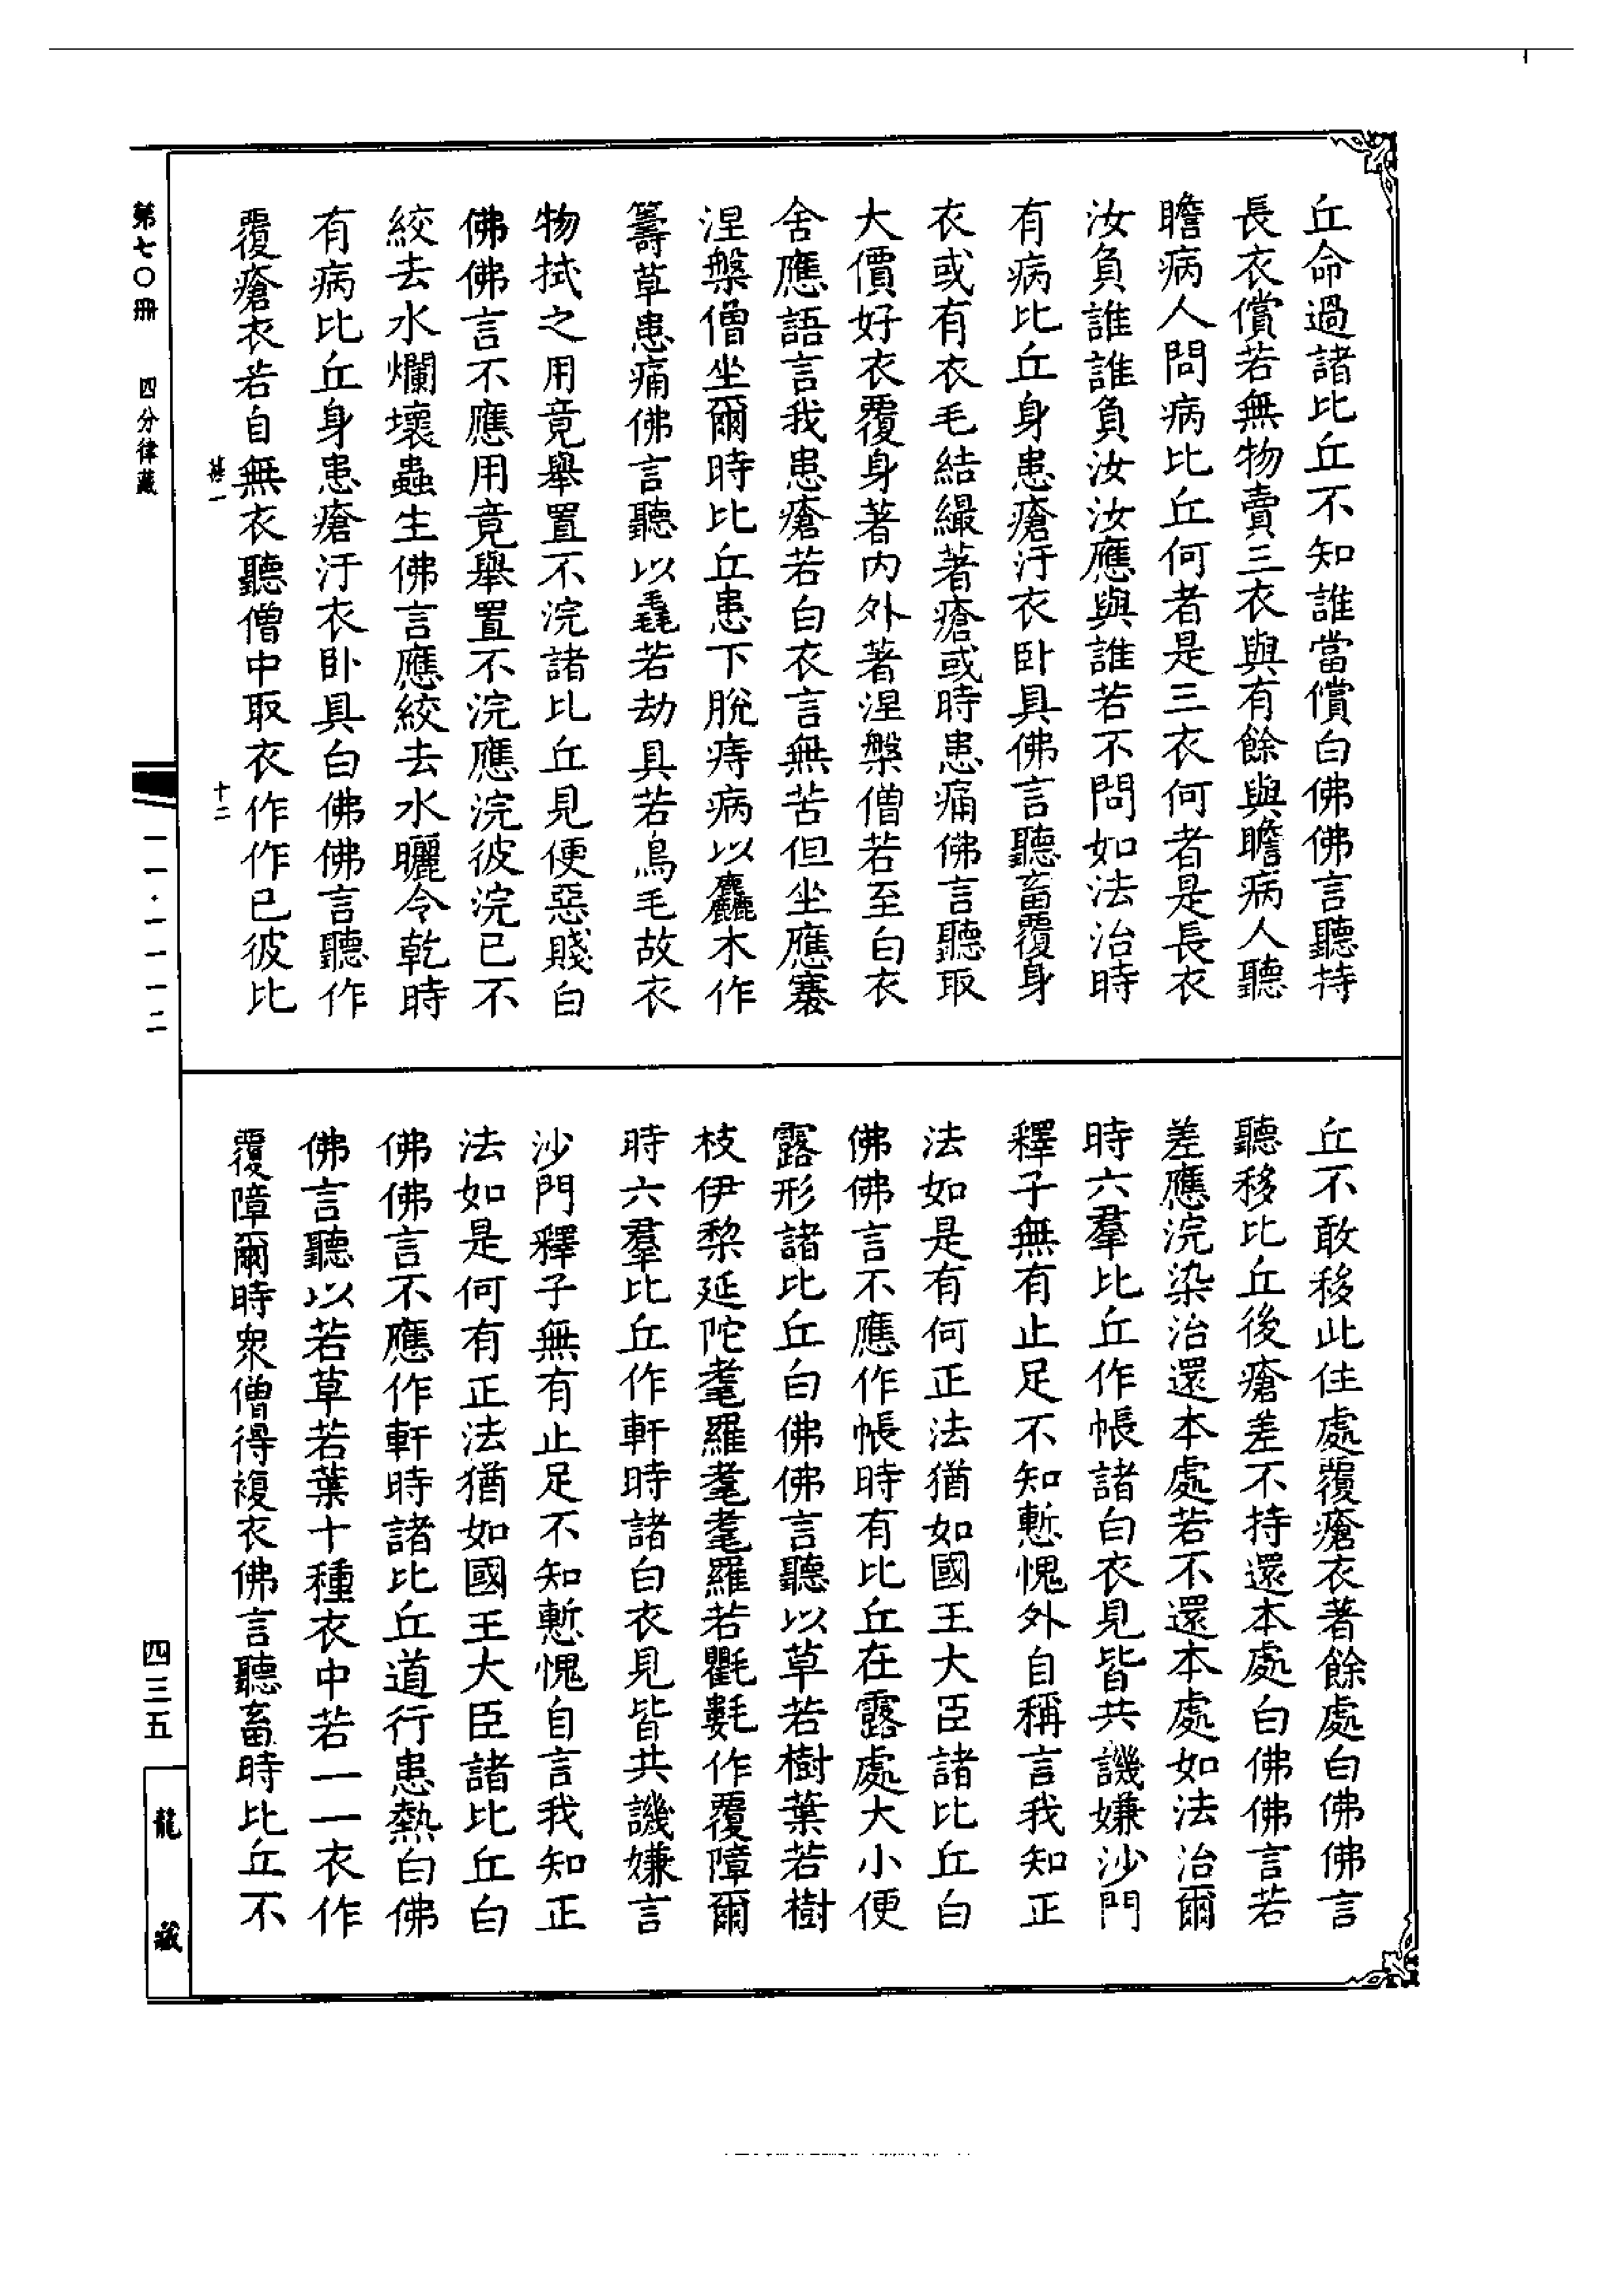 丘命過諸比丘不知誰當償白佛佛言聽持
長衣償若無物賣三衣與有餘與瞻病人聽
瞻病人問病比丘何者是三衣何者是長衣
汝負誰誰負汝汝應與誰若不問如法治時
有病比丘身患瘡汙衣卧具佛言聽畜覆身
衣或有衣毛結繓著瘡或時患痛佛言聽取
大價好衣覆身著內外著涅槃僧若至白衣
舍應語言我患瘡若白衣言無苦但坐應褰
涅槃僧坐爾時比丘患下脫痔病以麤木作
籌草患痛佛言聽以毳若劫具若鳥毛故衣
物拭之用竟舉置不浣諸比丘見便惡賤白
佛佛言不應用竟舉置不浣應浣彼浣已不
絞去水爛壞蟲生佛言應絞去水曬令乾時
有病比丘身患瘡汙衣卧具白佛佛言聽作
覆瘡衣若自無衣聽僧中取衣作作已彼比
丘不敢移此住處覆瘡衣著餘處白佛佛言
聽移比丘後瘡差不持還本處白佛佛言若
差應浣染治還本處若不還本處如法治爾
時六羣比丘作帳諸白衣見皆共譏嫌沙門
釋子無有止足不知慙愧外自稱言我知正
法如是有何正法猶如國王大臣諸比丘白
佛佛言不應作帳時有比丘在露處大小便
露形諸比丘白佛佛言聽以草若樹葉若樹
枝伊梨延陀耄羅耄耄羅若氍𣯜作覆障爾
時六羣比丘作軒時諸白衣見皆共譏嫌言
沙門釋子無有止足不知慙愧自言我知正
法如是何有正法猶如國王大臣諸比丘白
佛佛言不應作軒時諸比丘道行患熱白佛
佛言聽以若草若葉十種衣中若一一衣作
覆障爾時眾僧得複衣佛言聽畜時比丘不
第七〇冊
四分律藏
十二
一一·一一一二
四三五
龍藏